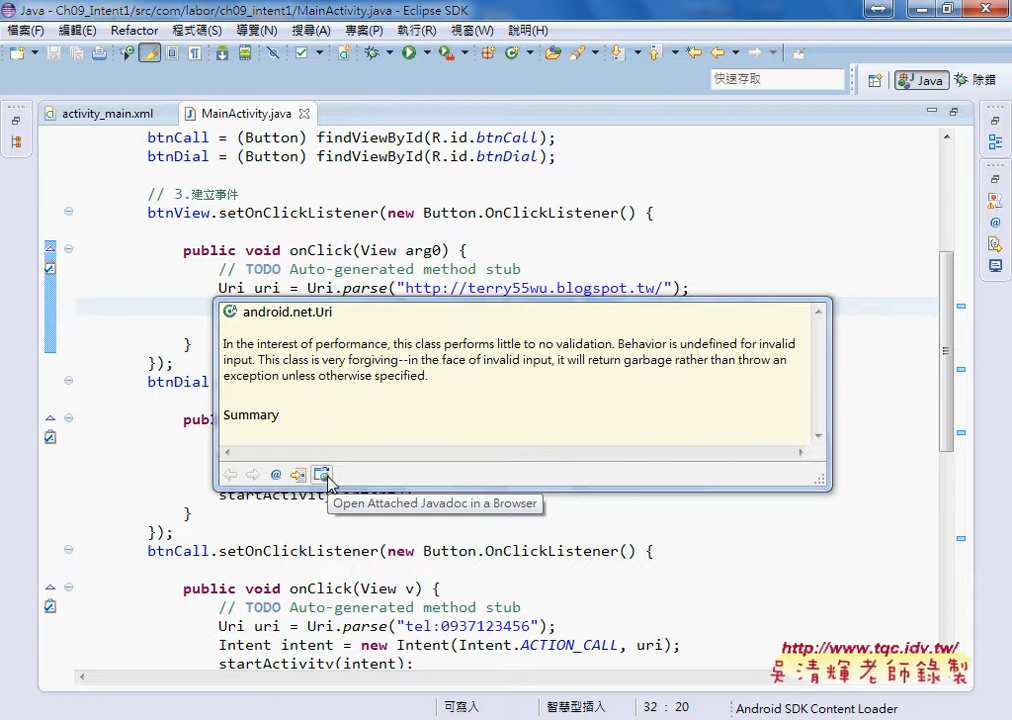 Java - Ch09_Intent1/src/com/labor/ch09_intent1/MainActivity.java - Eclipse SDK
檔案(F) 編輯(E) Refactor 程式碼(S) 導覽(N) 搜尋(A) 專案(P) 執行(R) 視窗(W) 說明(H)
快速存取 Java 除錯
activity_main.xml MainActivity.java
btnCall = (Button) findViewById(R.id.btnCall);
btnDial = (Button) findViewById(R.id.btnDial);
// 3.建立事件
btnView.setOnClickListener(new Button.OnClickListener() {
public void onClick(View arg0) {
// TODO Auto-generated method stub
Uri uri = Uri.parse("http://terry55wu.blogspot.tw/");
android.net.Uri
In the interest of performance, this class performs little to no validation. Behavior is undefined for invalid
input. This class is very forgiving--in the face of invalid input, it will return garbage rather than throw an
exception unless otherwise specified.
Summary
}
});
btnDial
Open Attached Javadoc in a Browser
}
});
btnCall.setOnClickListener(new Button.OnClickListener() {
public void onClick(View v) {
// TODO Auto-generated method stub
Uri uri = Uri.parse("tel:0937123456");
Intent intent = new Intent(Intent.ACTION_CALL, uri);
startActivity(intent);
http://www.tqc.idv.tw/
吳清輝老師錄製
可寫入 智慧型插入 32 : 20 Android SDK Content Loader